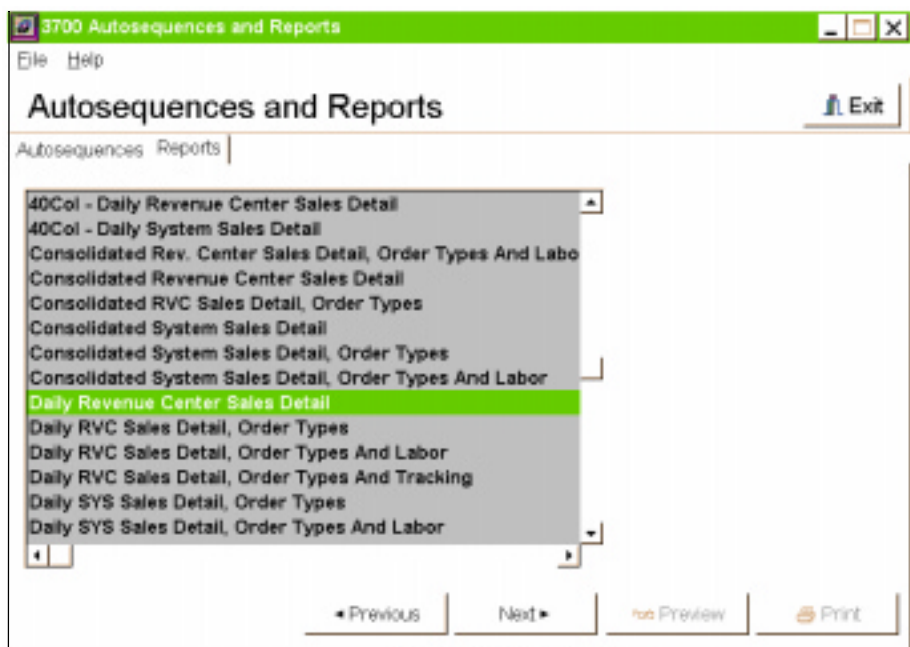 3700 Autosequences and Reports
File Help
Autosequences and Reports
Exit
Autosequences Reports
40Col - Daily Revenue Center Sales Detail
40Col - Daily System Sales Detail
Consolidated Rev. Center Sales Detail, Order Types And Labo
Consolidated Revenue Center Sales Detail
Consolidated RVC Sales Detail, Order Types
Consolidated System Sales Detail
Consolidated System Sales Detail, Order Types
Consolidated System Sales Detail, Order Types And Labor
Daily Revenue Center Sales Detail
Daily RVC Sales Detail, Order Types
Daily RVC Sales Detail, Order Types And Labor
Daily RVC Sales Detail, Order Types And Tracking
Daily SYS Sales Detail, Order Types
Daily SYS Sales Detail, Order Types And Labor
Previous Next Preview Print